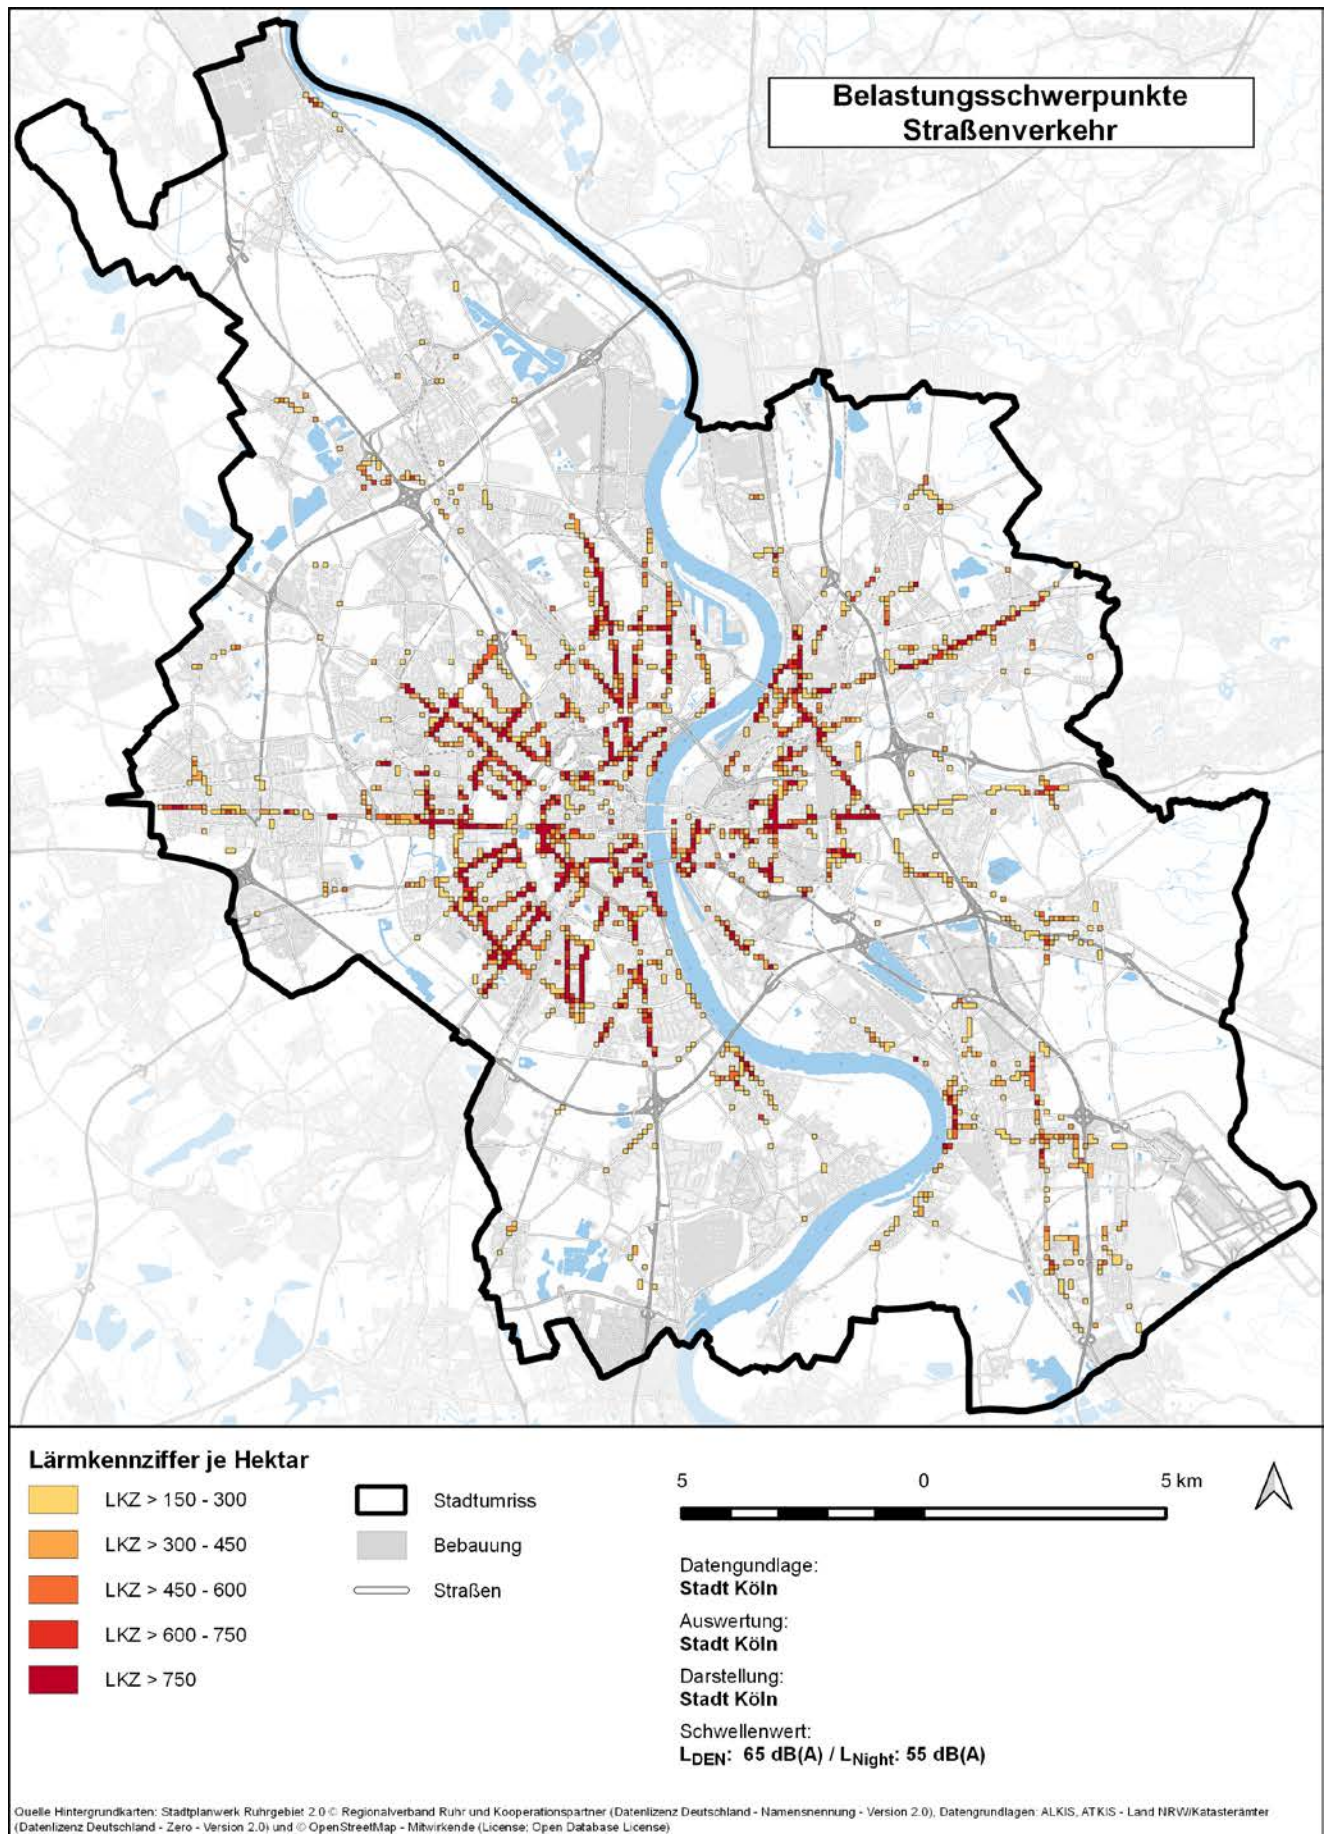 Belastungsschwerpunkte
Straßenverkehr
Lärmkennziffer je Hektar
LKZ > 150 - 300
LKZ > 300 - 450
LKZ > 450 - 600
LKZ > 600 - 750
LKZ > 750
Stadtumriss
Bebauung
Straßen
5 0 5 km
Datengundlage:
Stadt Köln
Auswertung:
Stadt Köln
Darstellung:
Stadt Köln
Schwellenwert:
L_DEN: 65 dB(A) / L_Night: 55 dB(A)
Quelle Hintergrundkarten: Stadtplanwerk Ruhrgebiet 2.0 © Regionalverband Ruhr und Kooperationspartner (Datenlizenz Deutschland - Namensnennung - Version 2.0), Datengrundlagen: ALKIS, ATKIS - Land NRW/Katasterämter
(Datenlizenz Deutschland - Zero - Version 2.0) und © OpenStreetMap - Mitwirkende (License: Open Database License)